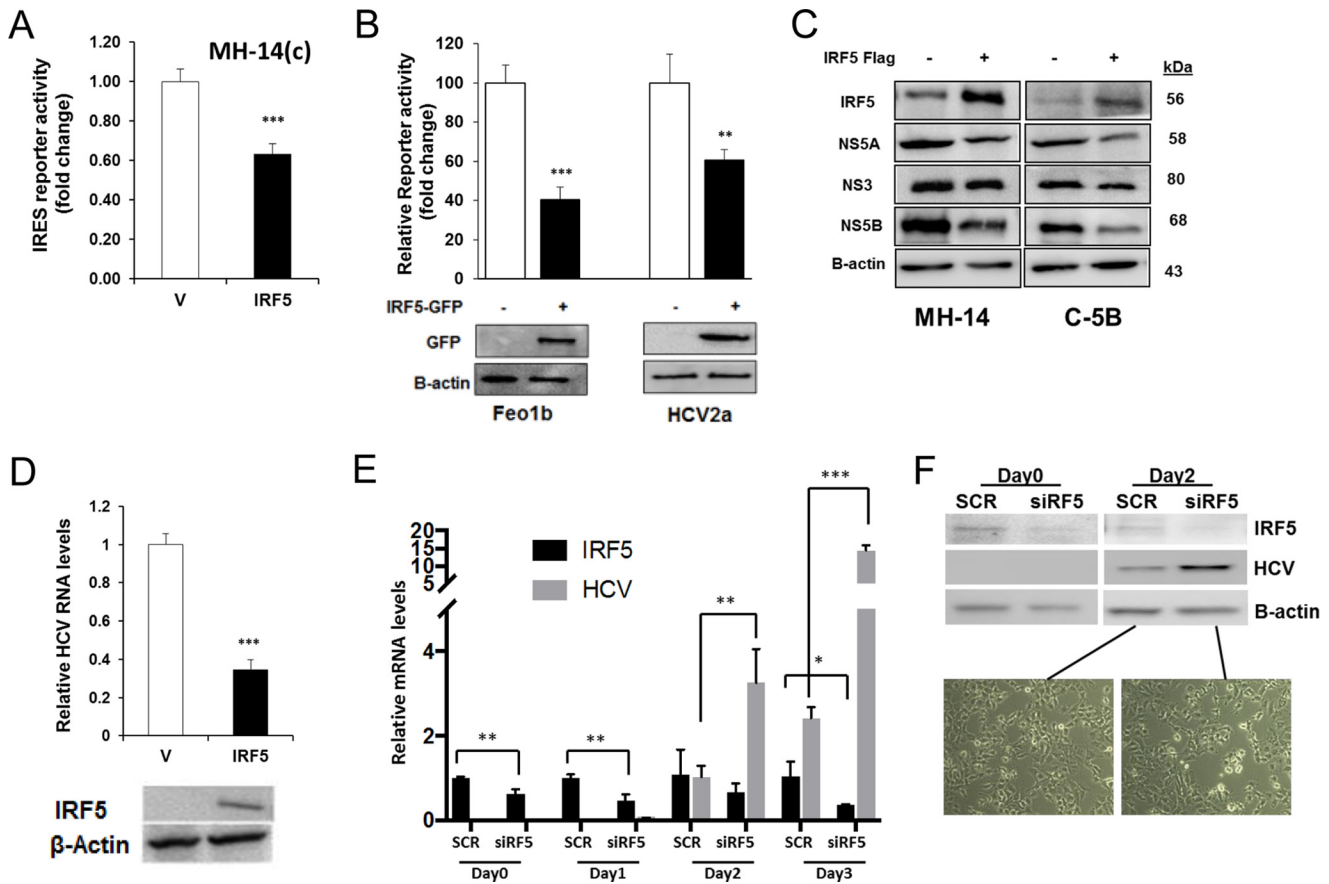 A
MH-14(c)
IRES reporter activity
(fold change)
1.20
1.00
0.80
0.60
0.40
0.20
0.00
***
V IRF5
B
Relative Reporter activity
(fold change)
120
100
80
60
40
20
0
***
**
IRF5-GFP - + - +
GFP
B-actin
Feo1b HCV2a
C
IRF5 Flag - + - + kDa
IRF5 56
NS5A 58
NS3 80
NS5B 68
B-actin 43
MH-14 C-5B
D
Relative HCV RNA levels
1.2
1
0.8
0.6
0.4
0.2
0
***
V IRF5
IRF5
β-Actin
E
Relative mRNA levels
20
15
10
5
4
2
0
IRF5
HCV
**
**
**
*
***
SCR siRF5 SCR siRF5 SCR siRF5 SCR siRF5
Day0 Day1 Day2 Day3
F
Day0 Day2
SCR siRF5 SCR siRF5
IRF5
HCV
B-actin